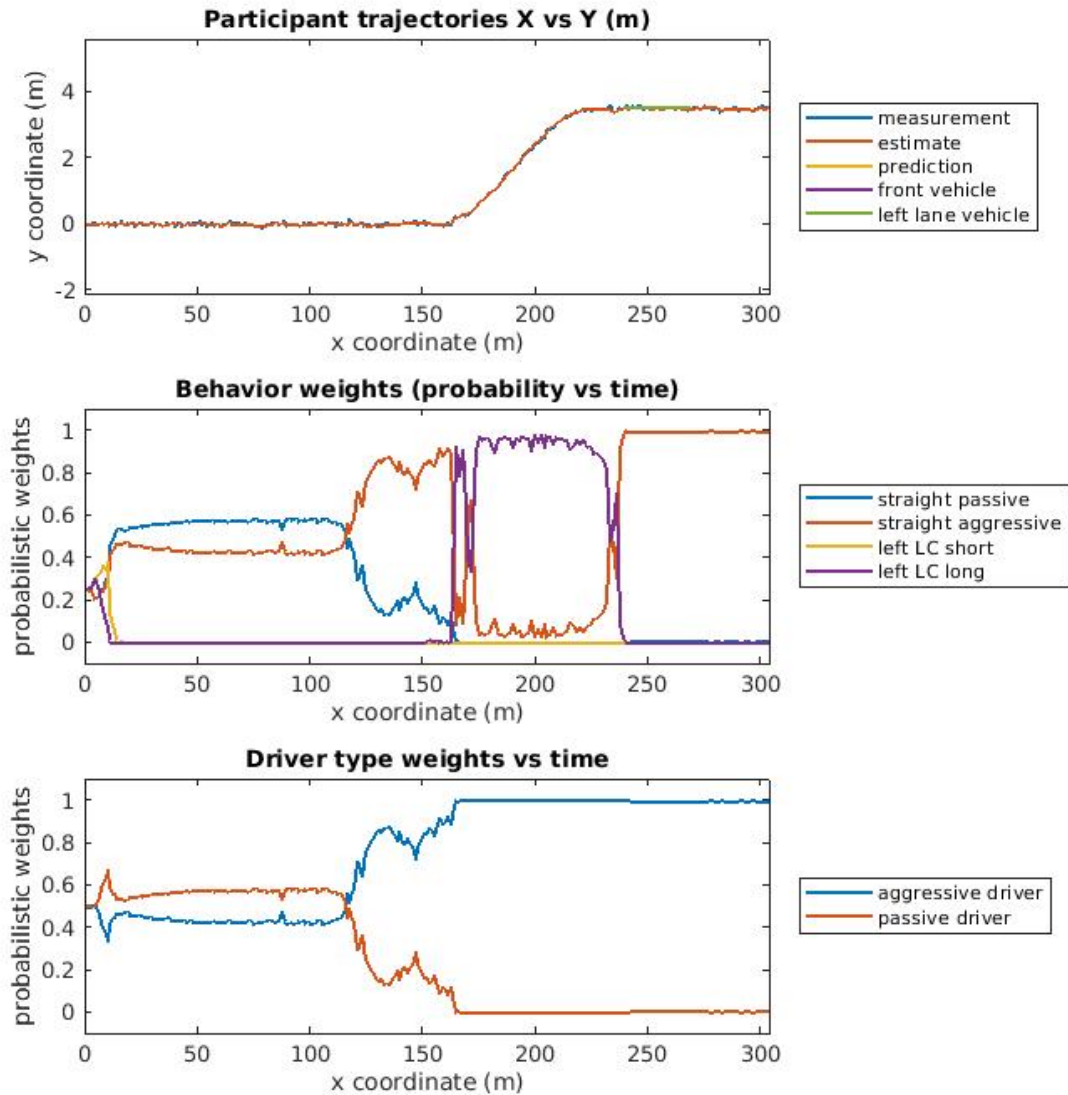 Participant trajectories X vs Y (m)
y coordinate (m)
4
2
0
-2
0 50 100 150 200 250 300
x coordinate (m)
measurement
estimate
prediction
front vehicle
left lane vehicle
Behavior weights (probability vs time)
probabilistic weights
1
0.8
0.6
0.4
0.2
0
0 50 100 150 200 250 300
x coordinate (m)
straight passive
straight aggressive
left LC short
left LC long
Driver type weights vs time
probabilistic weights
1
0.8
0.6
0.4
0.2
0
0 50 100 150 200 250 300
x coordinate (m)
aggressive driver
passive driver